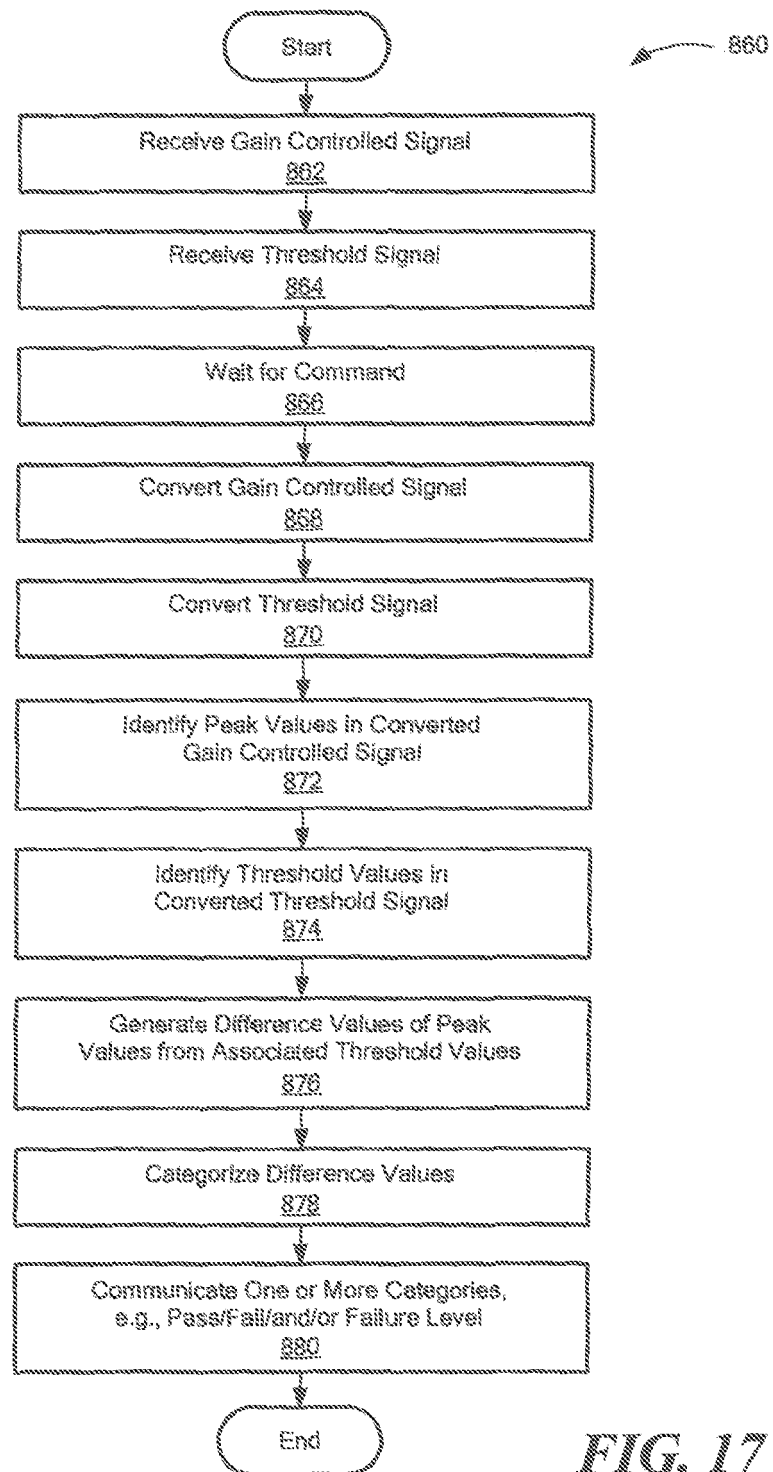 Start
860
Receive Gain Controlled Signal
862
Receive Threshold Signal
864
Wait for Command
866
Convert Gain Controlled Signal
868
Convert Threshold Signal
870
Identify Peak Values in Converted
Gain Controlled Signal
872
Identify Threshold Values in
Converted Threshold Signal
874
Generate Difference Values of Peak
Values from Associated Threshold Values
876
Categorize Difference Values
878
Communicate One or More Categories,
e.g., Pass/Fail/and/or Failure Level
880
End
FIG. 17